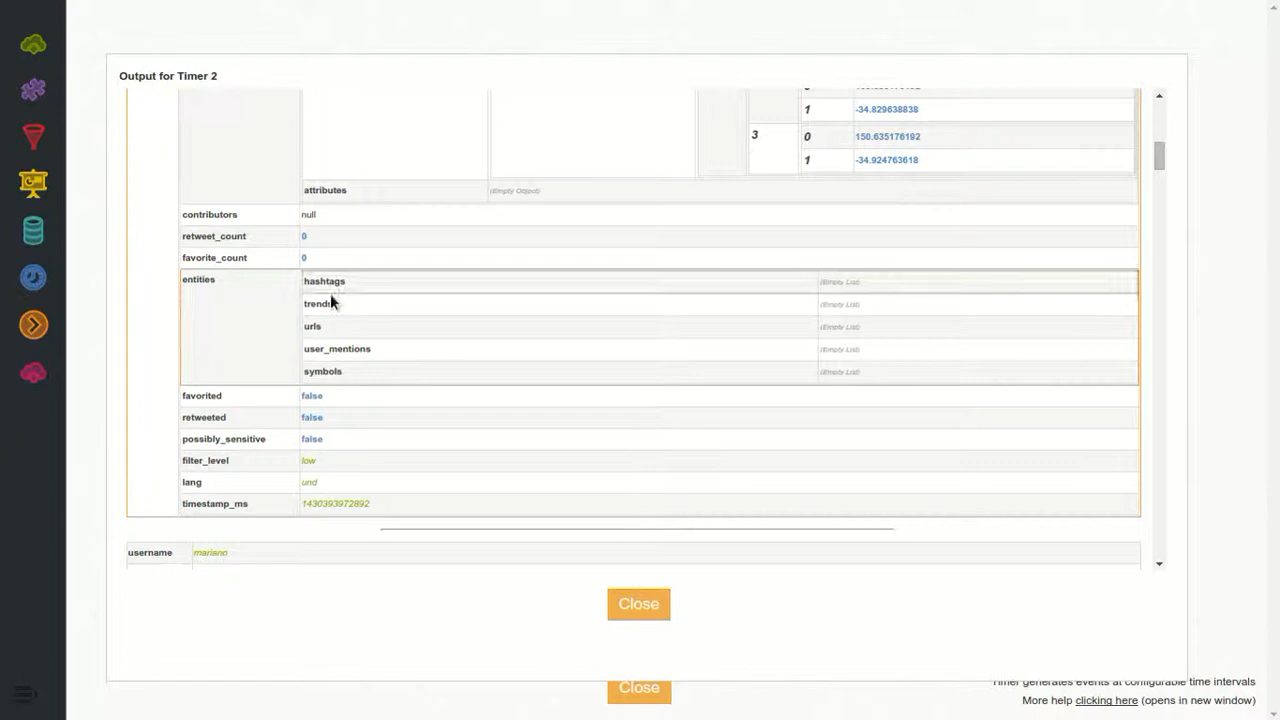 Output for Timer 2
1 -34.829638838
3 0 150.635176192
1 -34.924763618
attributes (Empty Object)
contributors null
retweet_count 0
favorite_count 0
entities hashtags (Empty List)
trends (Empty List)
urls (Empty List)
user_mentions (Empty List)
symbols (Empty List)
favorited false
retweeted false
possibly_sensitive false
filter_level low
lang und
timestamp_ms 1430393972892
username mariano
Close
Close
Timer generates events at configurable time intervals
More help clicking here (opens in new window)